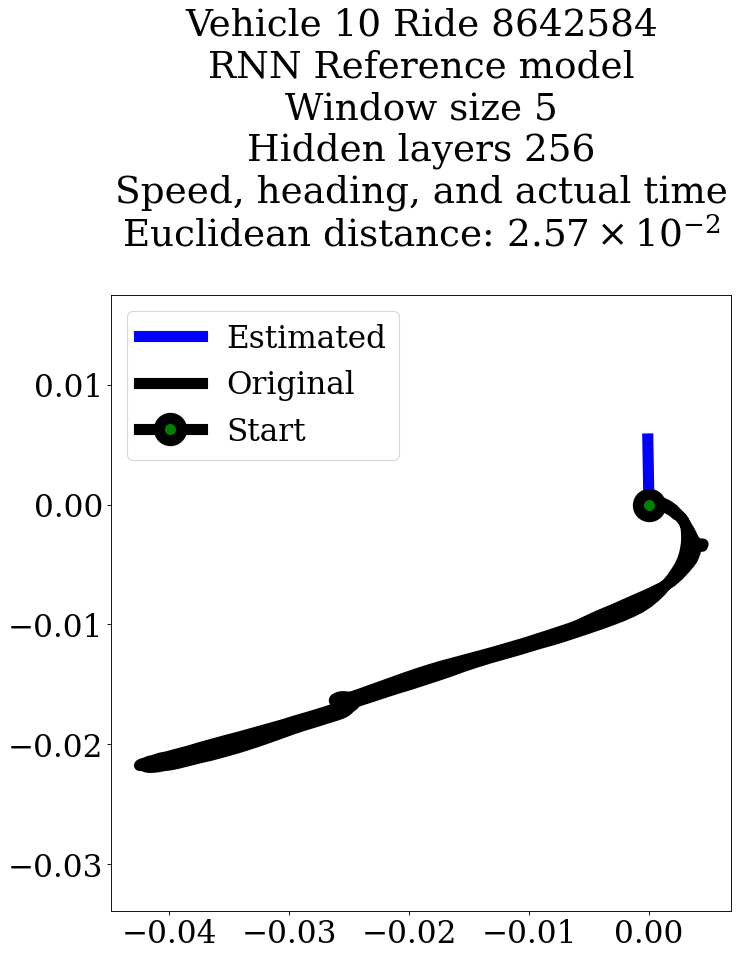 Vehicle 10 Ride 8642584
RNN Reference model
Window size 5
Hidden layers 256
Speed, heading, and actual time
Euclidean distance: 2.57 × 10⁻²
Estimated
Original
Start
0.01
0.00
−0.01
−0.02
−0.03
−0.04 −0.03 −0.02 −0.01 0.00